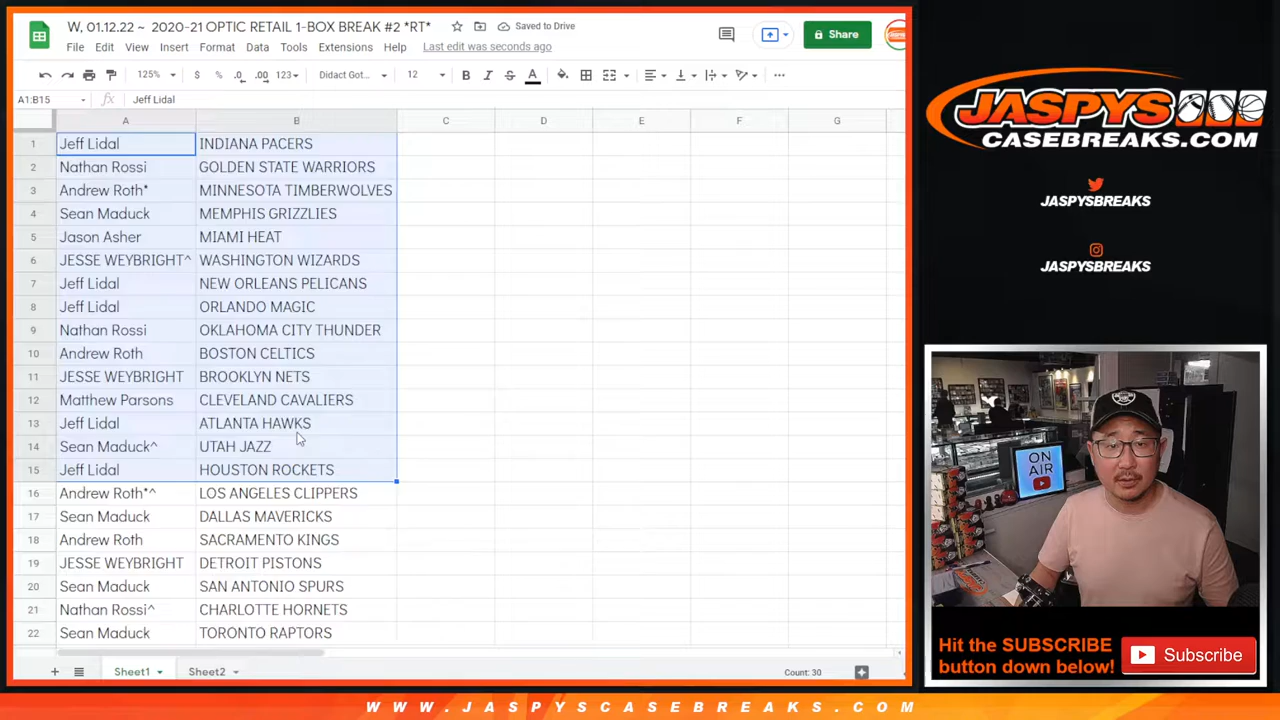 W, 01.12.22 ~ 2020-21 OPTIC RETAIL 1-BOX BREAK #2 *RT*
Saved to Drive
File Edit View Insert Format Data Tools Extensions Help Last edit was seconds ago
Share
125% $ % .0 .00 123 Didact Got... 12 B I S A
A1:B15 fx Jeff Lidal
A B C D E F G
1 Jeff Lidal INDIANA PACERS
2 Nathan Rossi GOLDEN STATE WARRIORS
3 Andrew Roth* MINNESOTA TIMBERWOLVES
4 Sean Maduck MEMPHIS GRIZZLIES
5 Jason Asher MIAMI HEAT
6 JESSE WEYBRIGHT^ WASHINGTON WIZARDS
7 Jeff Lidal NEW ORLEANS PELICANS
8 Jeff Lidal ORLANDO MAGIC
9 Nathan Rossi OKLAHOMA CITY THUNDER
10 Andrew Roth BOSTON CELTICS
11 JESSE WEYBRIGHT BROOKLYN NETS
12 Matthew Parsons CLEVELAND CAVALIERS
13 Jeff Lidal ATLANTA HAWKS
14 Sean Maduck^ UTAH JAZZ
15 Jeff Lidal HOUSTON ROCKETS
16 Andrew Roth*^ LOS ANGELES CLIPPERS
17 Sean Maduck DALLAS MAVERICKS
18 Andrew Roth SACRAMENTO KINGS
19 JESSE WEYBRIGHT DETROIT PISTONS
20 Sean Maduck SAN ANTONIO SPURS
21 Nathan Rossi^ CHARLOTTE HORNETS
22 Sean Maduck TORONTO RAPTORS
Sheet1 Sheet2 Count: 30
JASPYS
CASEBREAKS.COM
JASPYSBREAKS
JASPYSBREAKS
ON
AIR
Hit the SUBSCRIBE
button down below!
Subscribe
WWW.JASPYSCASEBREAKS.COM